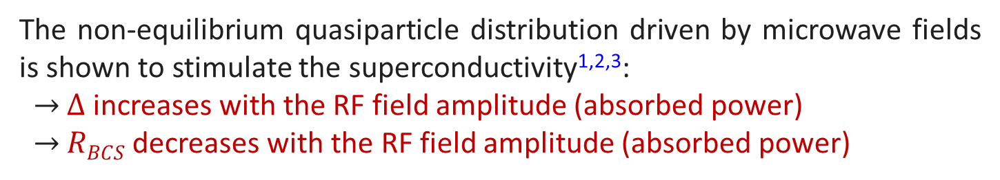 The non-equilibrium quasiparticle distribution driven by microwave fields
is shown to stimulate the superconductivity¹,²,³:
→ Δ increases with the RF field amplitude (absorbed power)
→ R_BCS decreases with the RF field amplitude (absorbed power)